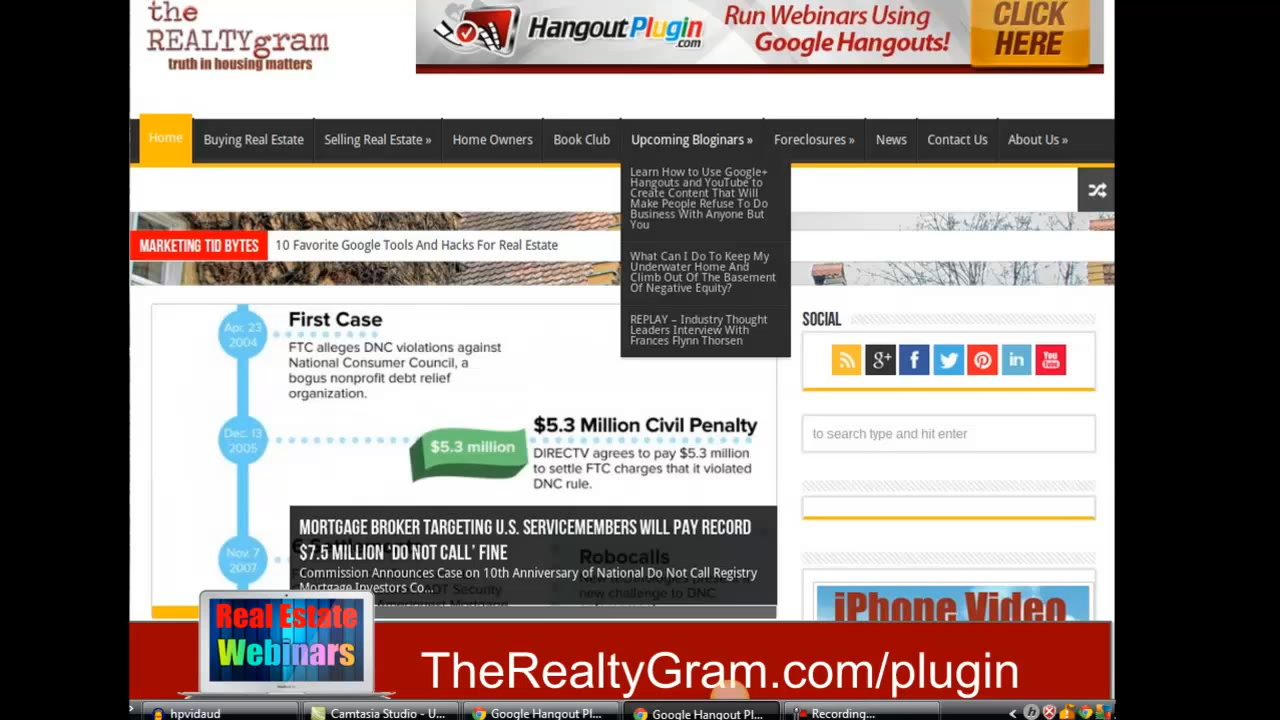 the
REALTYgram
truth in housing matters
HangoutPlugin.com
Run Webinars Using
Google Hangouts!
CLICK
HERE
Home
Buying Real Estate
Selling Real Estate »
Home Owners
Book Club
Upcoming Bloginars »
Foreclosures »
News
Contact Us
About Us »
Learn How to Use Google+
Hangouts and YouTube to
Create Content That Will
Make People Refuse To Do
Business With Anyone But
You
What Can I Do To Keep My
Underwater Home And
Climb Out Of The Basement
Of Negative Equity?
REPLAY – Industry Thought
Leaders Interview With
Frances Flynn Thorsen
MARKETING TID BYTES
10 Favorite Google Tools And Hacks For Real Estate
Apr. 23
2004
First Case
FTC alleges DNC violations against
National Consumer Council, a
bogus nonprofit debt relief
organization.
Dec. 13
2005
$5.3 million
$5.3 Million Civil Penalty
DIRECTV agrees to pay $5.3 million
to settle FTC charges that it violated
DNC rule.
Nov. 7
2007
Robocalls
MORTGAGE BROKER TARGETING U.S. SERVICEMEMBERS WILL PAY RECORD
$7.5 MILLION 'DO NOT CALL' FINE
Commission Announces Case on 10th Anniversary of National Do Not Call Registry
Mortgage Investors Co...
SOCIAL
g+
f
in
You
Tube
to search type and hit enter
iPhone Video
Real Estate
Webinars
TheRealtyGram.com/plugin
hpvidaud
Camtasia Studio - U...
Google Hangout Pl...
Google Hangout Pl...
Recording...